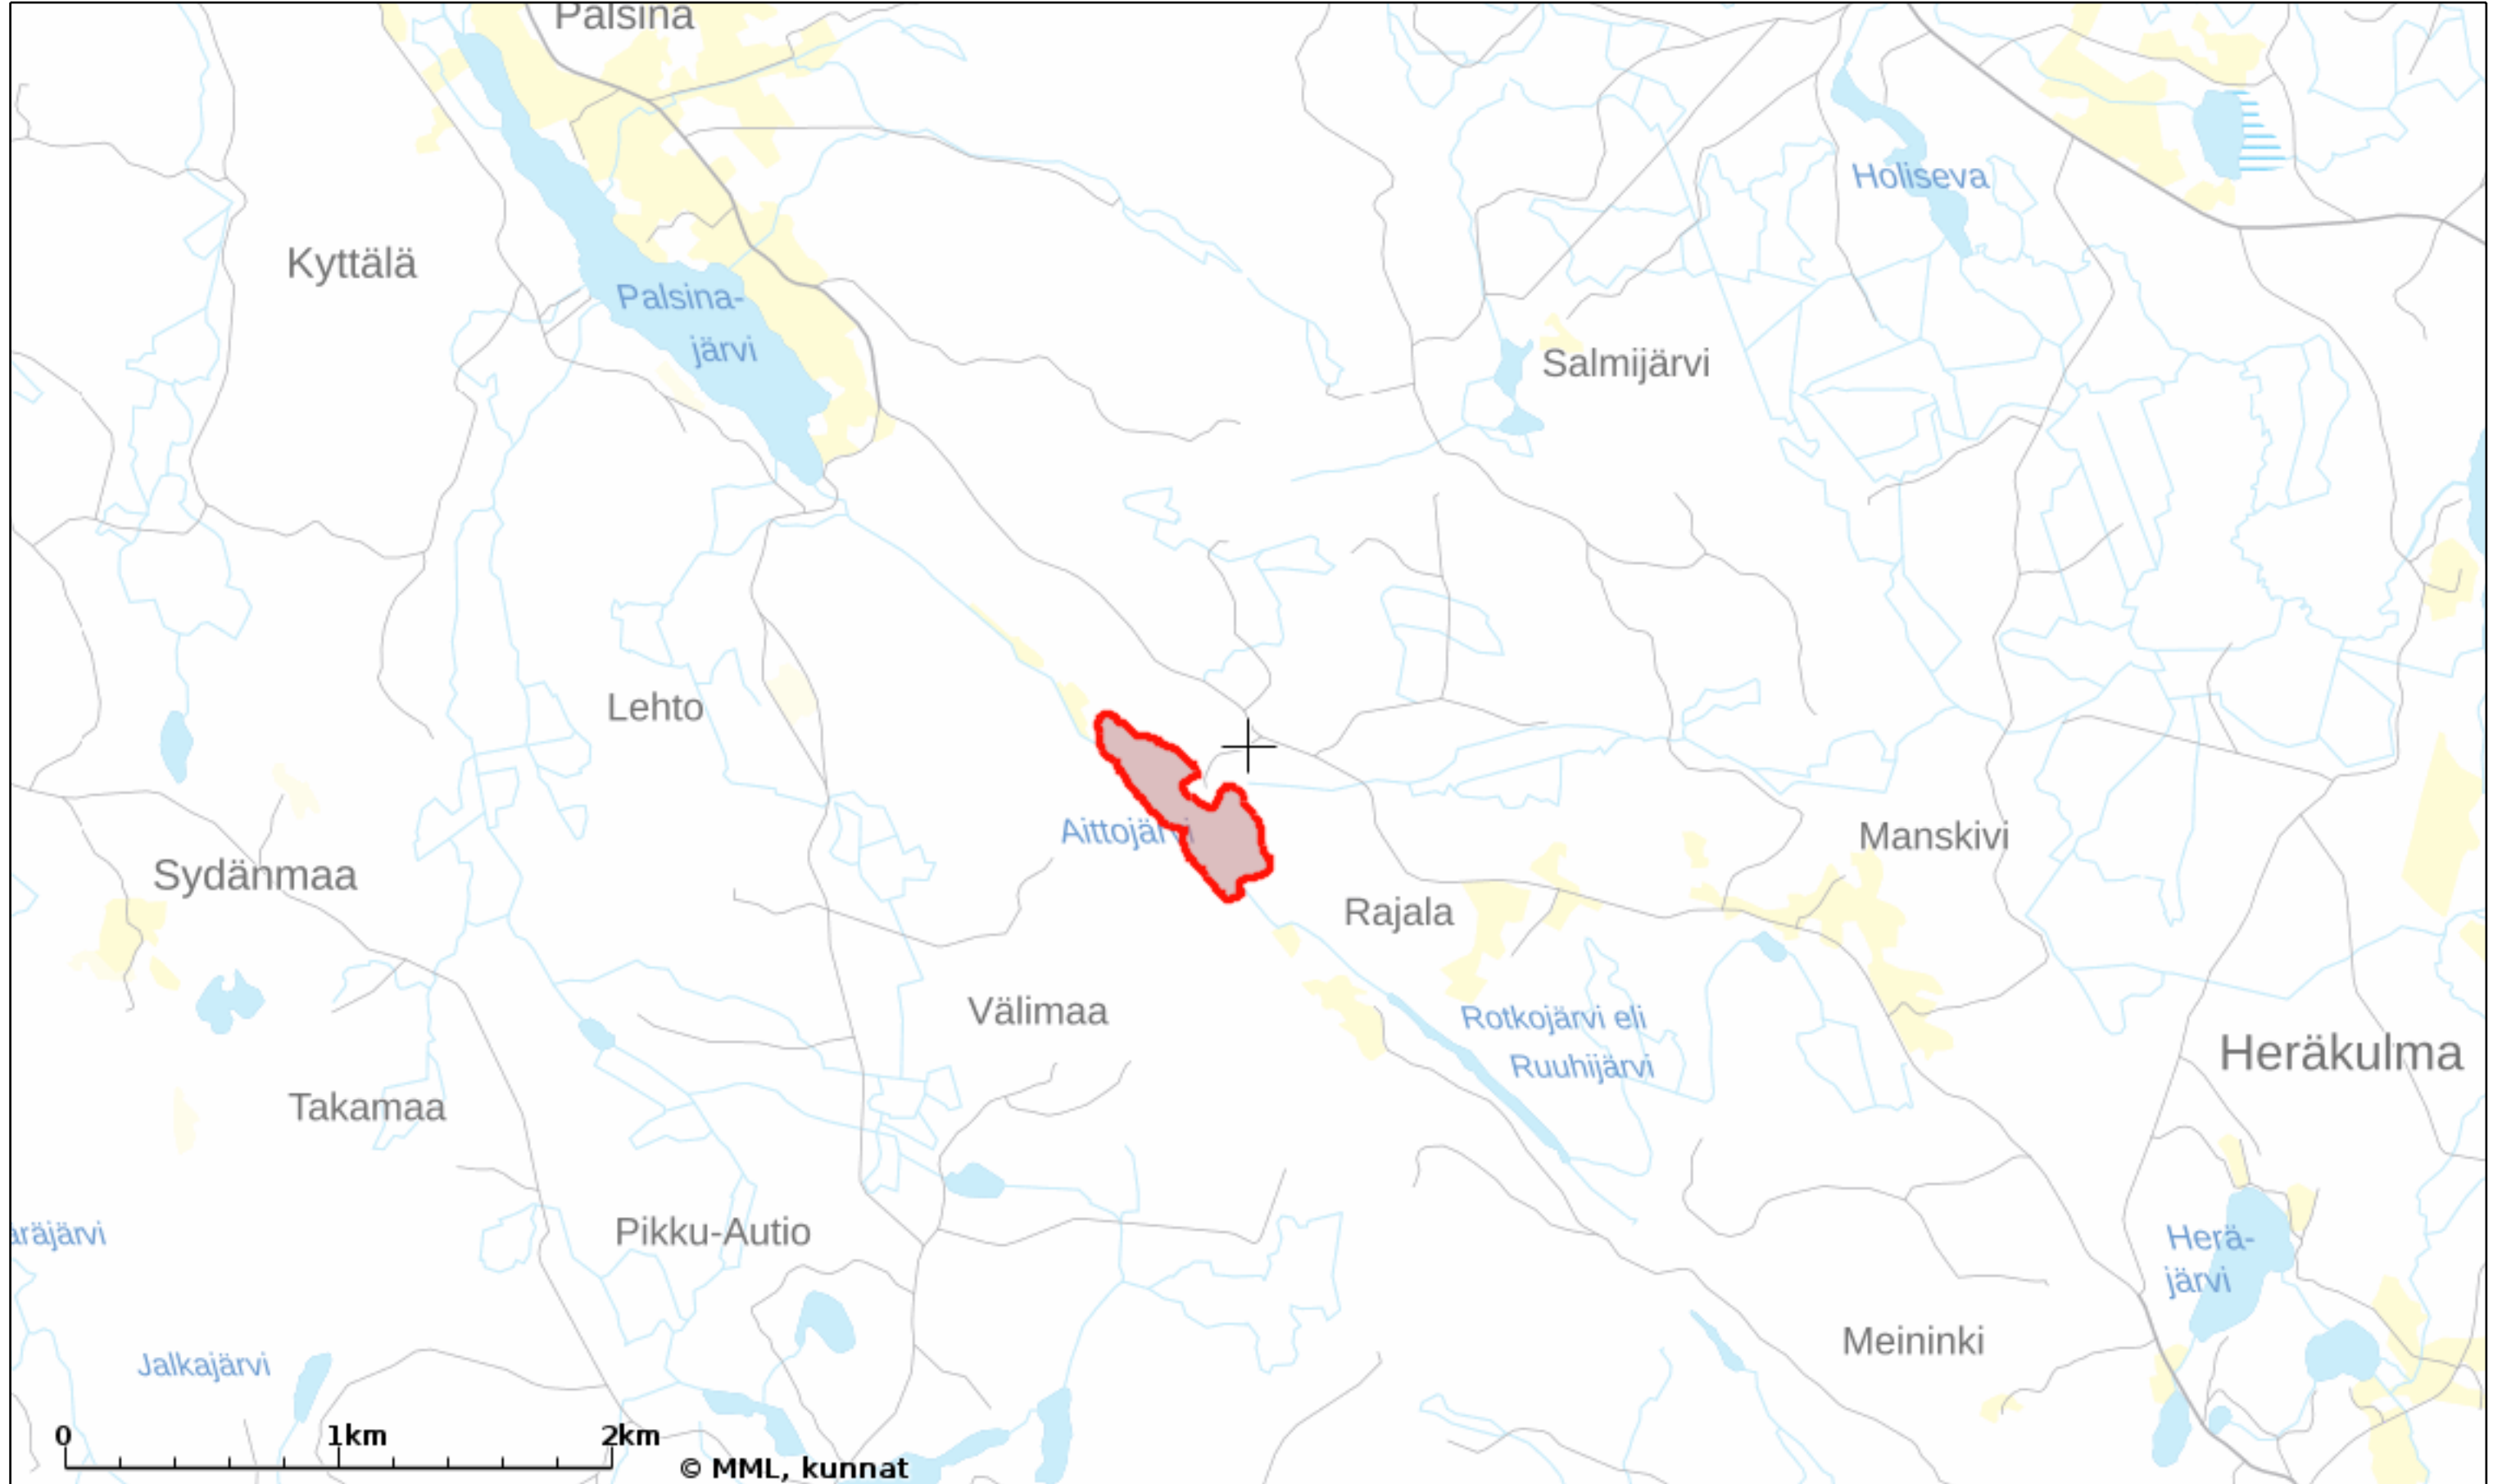 Palsina
Holiseva
Kyttälä
Palsina-
järvi
Salmijärvi
Lehto
Aittojärvi
Manskivi
Sydänmaa
Rajala
Välimaa
Rotkojärvi eli
Ruuhijärvi
Heräkulma
Takamaa
Pikku-Autio
äräjärvi
Herä-
järvi
Meininki
Jalkajärvi
0 1km 2km
© MML, kunnat